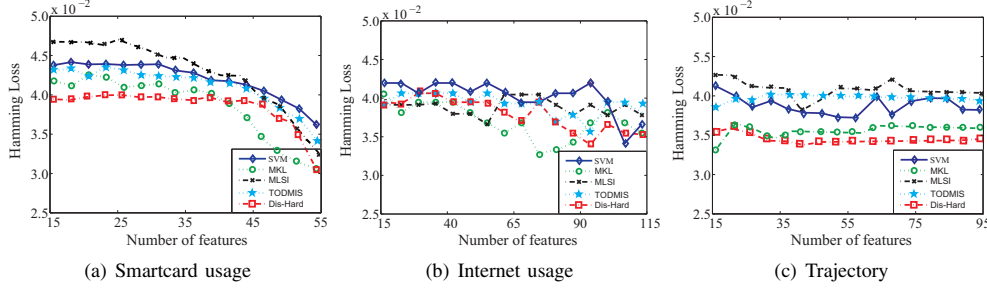 5.0 × 10⁻²
4.5
4.0
3.5
3.0
2.5
Hamming Loss
15 25 35 45 55
Number of features
SVM
MKL
MLSI
TODMIS
Dis-Hard
(a) Smartcard usage
5.0 × 10⁻²
4.5
4.0
3.5
3.0
2.5
Hamming Loss
15 40 65 90 115
Number of features
SVM
MKL
MLSI
TODMIS
Dis-Hard
(b) Internet usage
5.0 × 10⁻²
4.5
4.0
3.5
3.0
2.5
Hamming Loss
15 35 55 75 95
Number of features
SVM
MKL
MLSI
TODMIS
Dis-Hard
(c) Trajectory